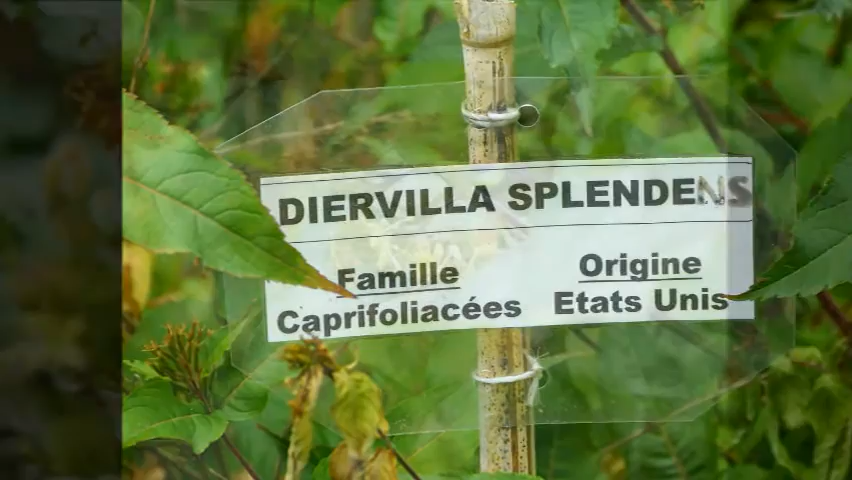 DIERVILLA SPLENDENS
Famille
Caprifoliacées
Origine
Etats Unis